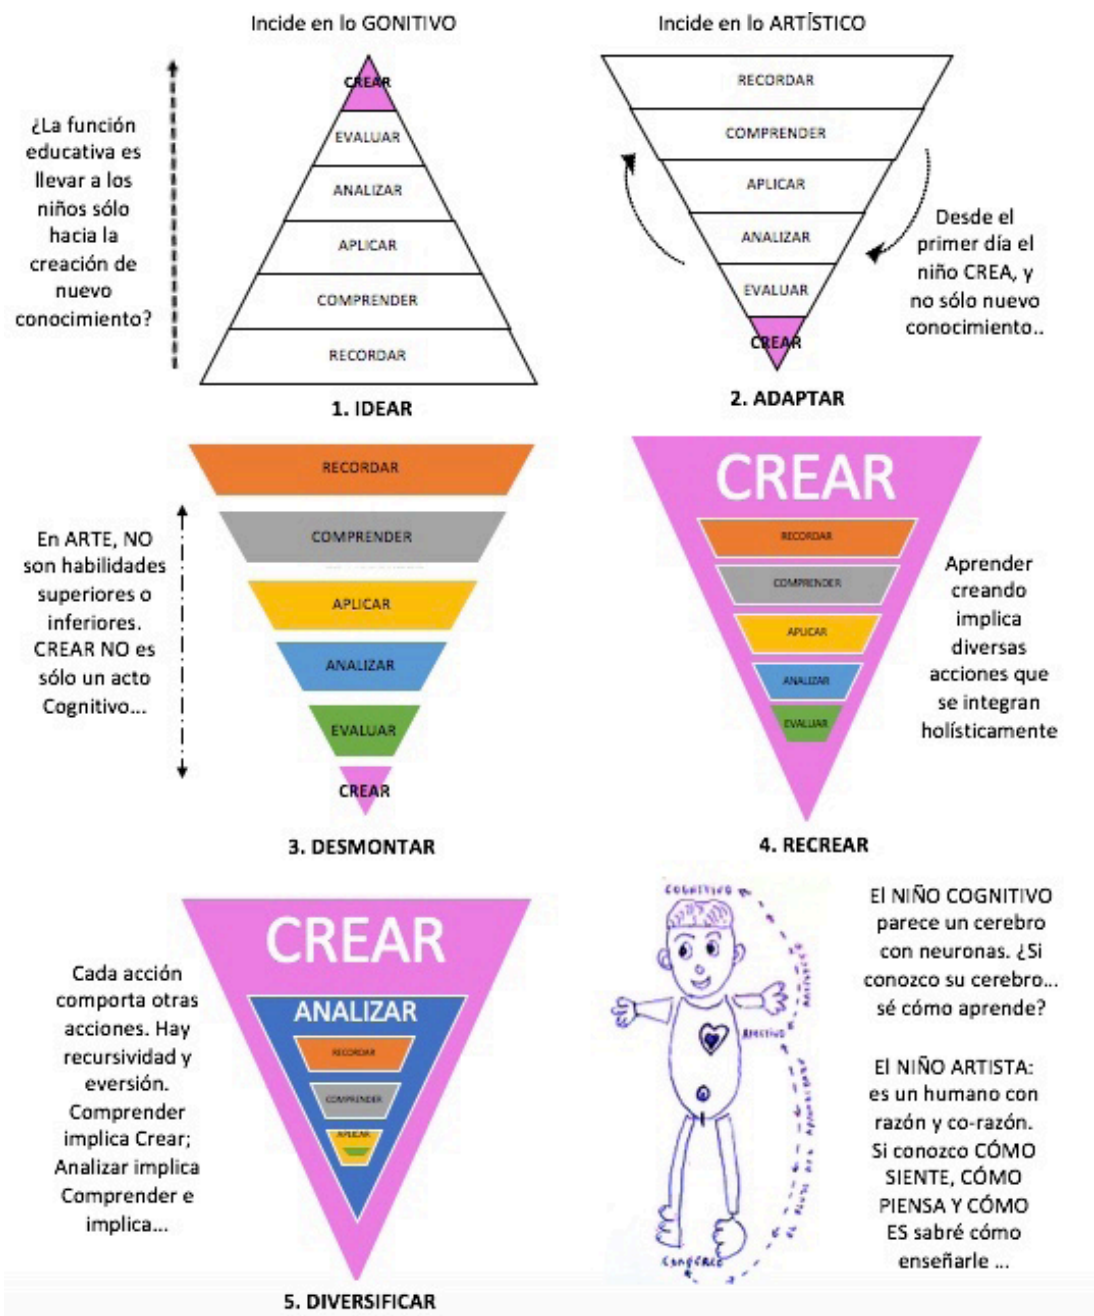 Incide en lo GONITIVO
¿La función
educativa es
llevar a los
niños sólo
hacia la
creación de
nuevo
conocimiento?
CREAR
EVALUAR
ANALIZAR
APLICAR
COMPRENDER
RECORDAR
1. IDEAR
Incide en lo ARTÍSTICO
RECORDAR
COMPRENDER
APLICAR
ANALIZAR
EVALUAR
CREAR
Desde el
primer día el
niño CREA, y
no sólo nuevo
conocimiento..
2. ADAPTAR
En ARTE, NO
son habilidades
superiores o
inferiores.
CREAR NO es
sólo un acto
Cognitivo...
RECORDAR
COMPRENDER
APLICAR
ANALIZAR
EVALUAR
CREAR
3. DESMONTAR
CREAR
RECORDAR
COMPRENDER
APLICAR
ANALIZAR
EVALUAR
Aprender
creando
implica
diversas
acciones que
se integran
holísticamente
4. RECREAR
Cada acción
comporta otras
acciones. Hay
recursividad y
eversión.
Comprender
implica Crear;
Analizar implica
Comprender e
implica...
CREAR
ANALIZAR
RECORDAR
COMPRENDER
APLICAR
5. DIVERSIFICAR
COGNITIVO
AFECTIVO
El NIÑO COGNITIVO
parece un cerebro
con neuronas. ¿Si
conozco su cerebro...
sé cómo aprende?
El NIÑO ARTISTA:
es un humano con
razón y co-razón.
Si conozco CÓMO
SIENTE, CÓMO
PIENSA Y CÓMO
ES sabré cómo
enseñarle ...